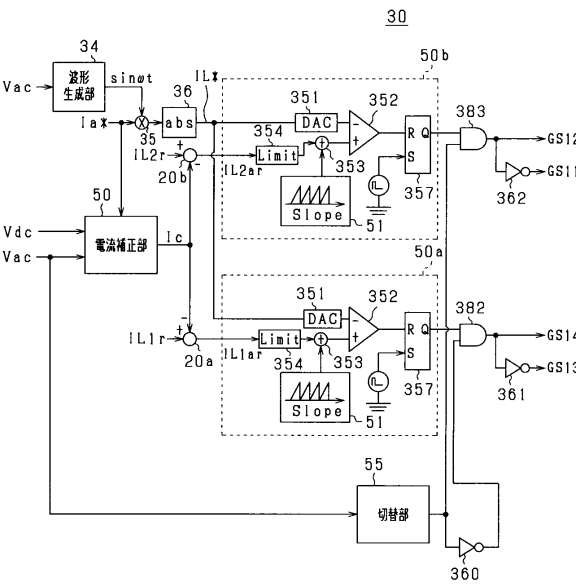 30
34
Vac
波形
生成部
sinωt
Ia*
35
36
abs
IL*
50b
351
DAC
352
354
Limit
353
IL2r
20b
IL2ar
R Q
S
357
383
GS12
GS11
362
Slope
51
50
Vdc
Vac
電流補正部
Ic
50a
351
DAC
352
IL1r
20a
Limit
354
IL1ar
353
R Q
S
357
382
GS14
GS13
361
Slope
51
55
切替部
360